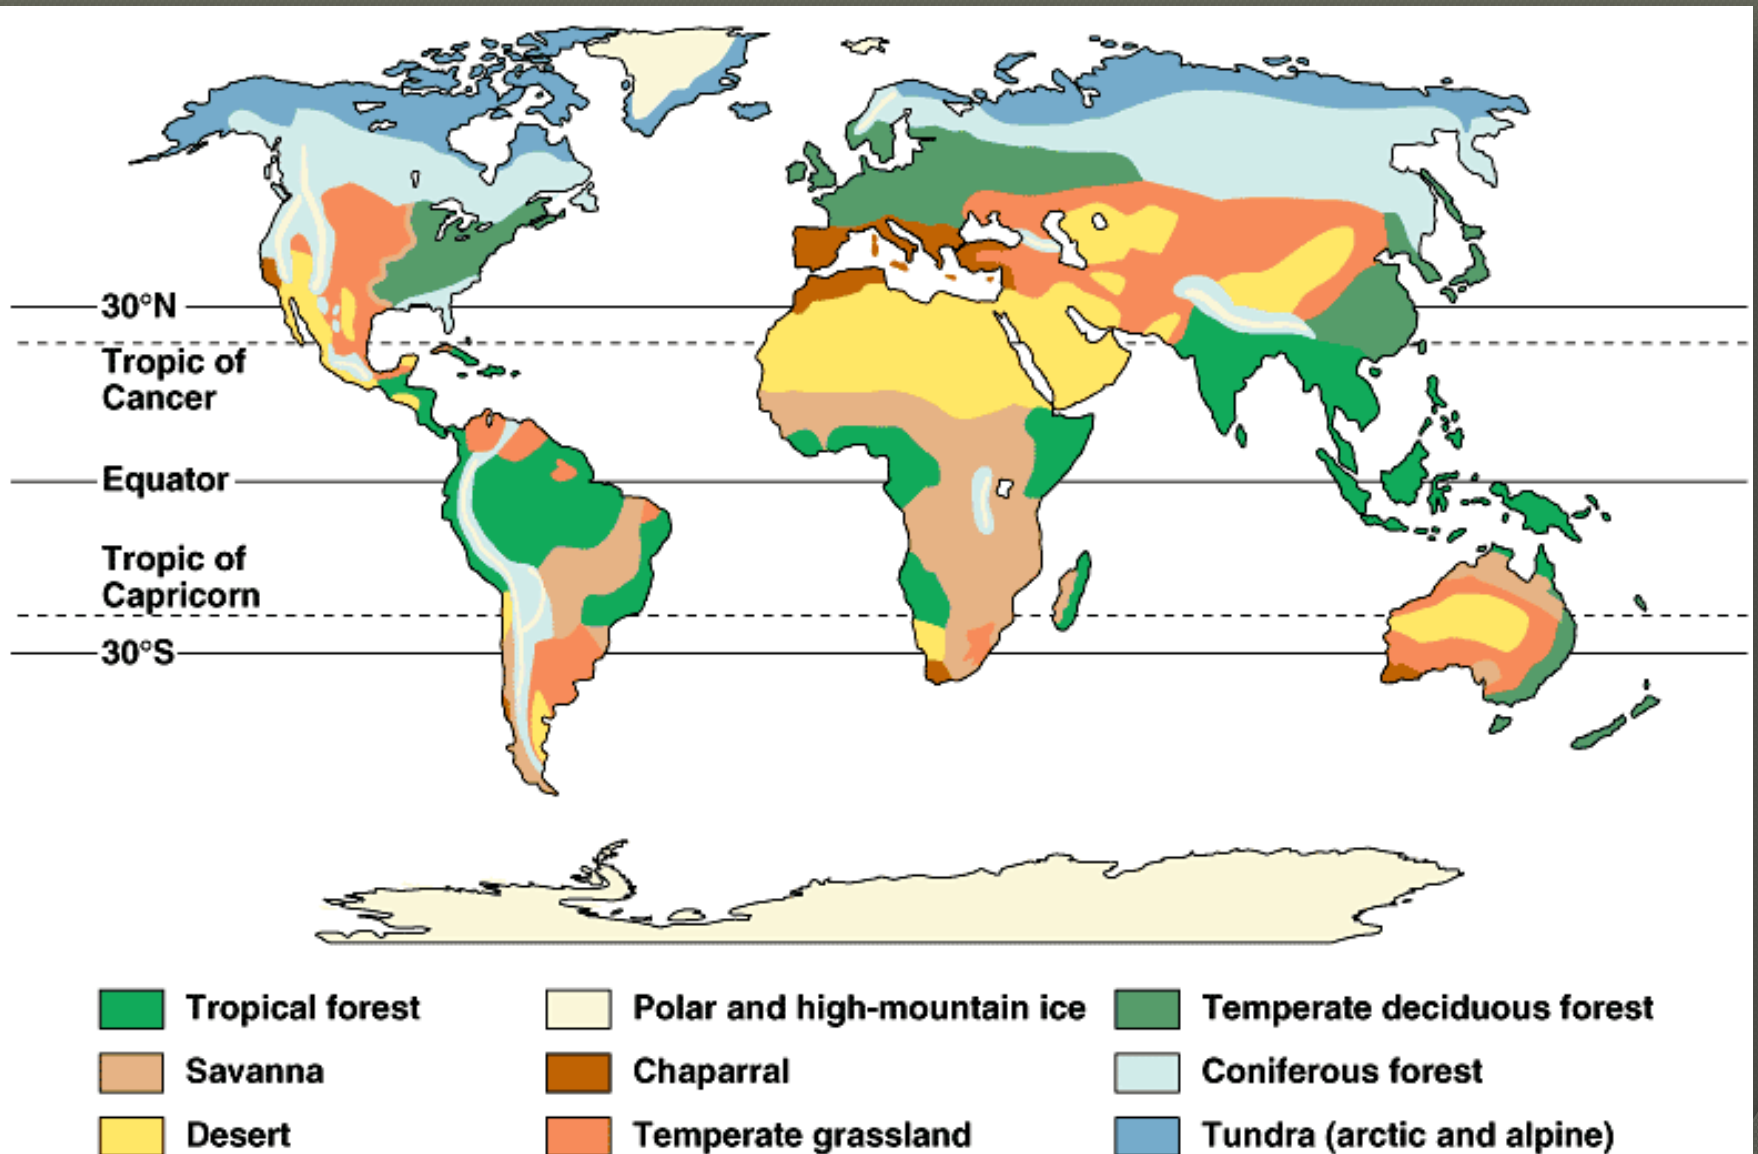 30°N
Tropic of
Cancer
Equator
Tropic of
Capricorn
30°S
Tropical forest
Polar and high-mountain ice
Temperate deciduous forest
Savanna
Chaparral
Coniferous forest
Desert
Temperate grassland
Tundra (arctic and alpine)